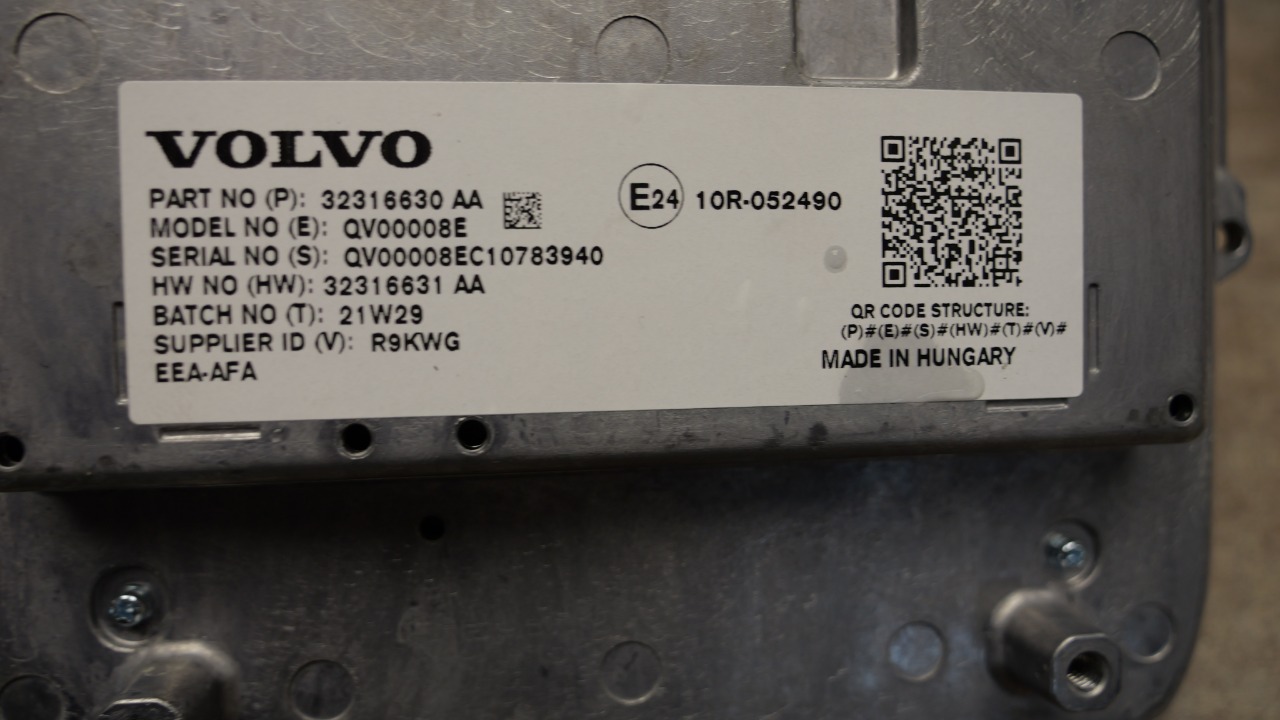 VOLVO
PART NO (P): 32316630 AA
MODEL NO (E): QV00008E
SERIAL NO (S): QV00008EC10783940
HW NO (HW): 32316631 AA
BATCH NO (T): 21W29
SUPPLIER ID (V): R9KWG
EEA-AFA
E24 10R-052490
QR CODE STRUCTURE:
(P)#(E)#(S)#(HW)#(T)#(V)#
MADE IN HUNGARY